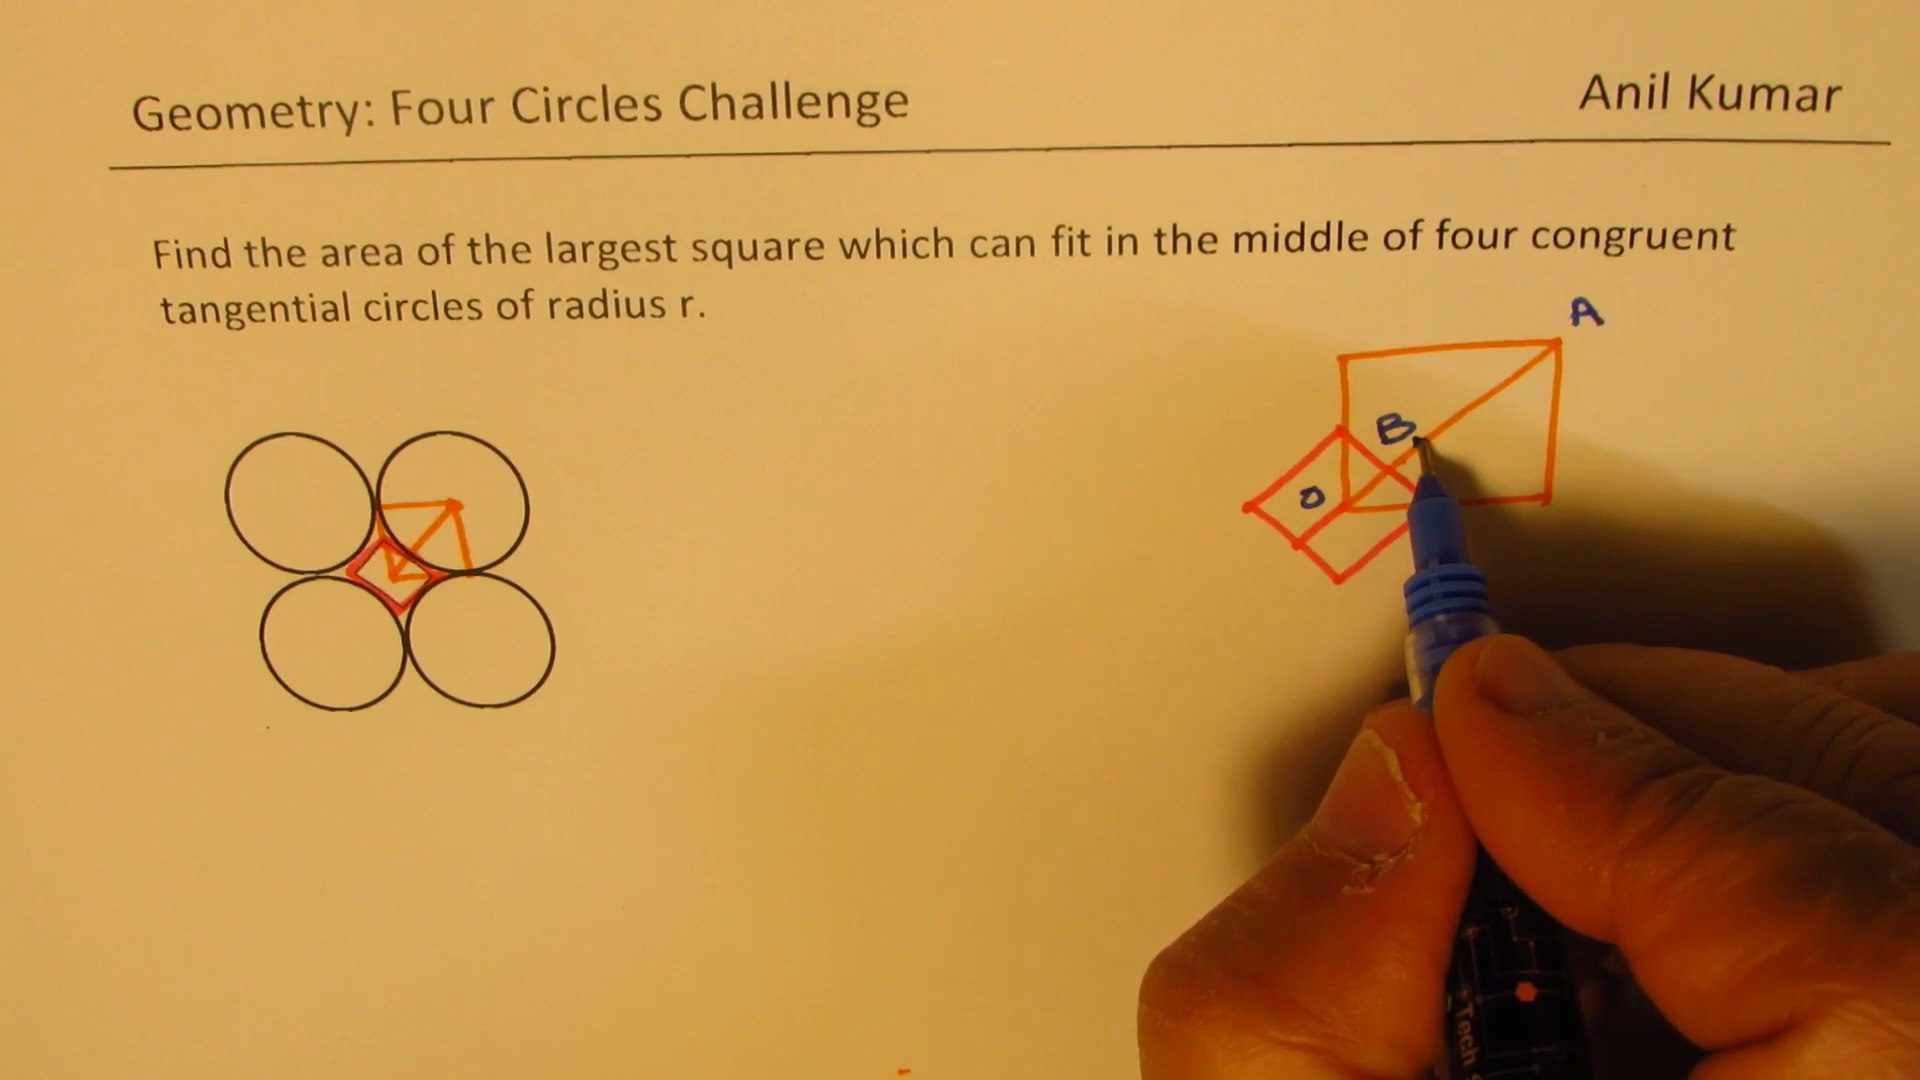 Geometry: Four Circles Challenge
Anil Kumar
Find the area of the largest square which can fit in the middle of four congruent
tangential circles of radius r.
A
B
O
Tech